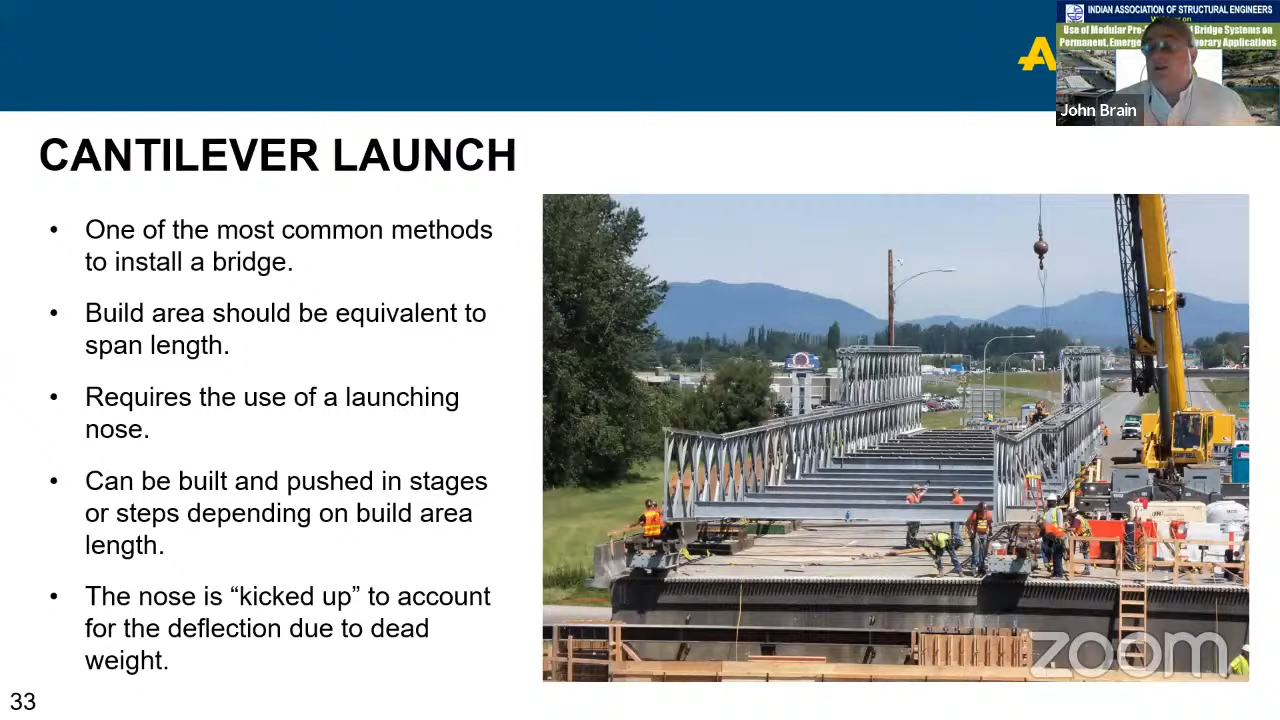 INDIAN ASSOCIATION OF STRUCTURAL ENGINEERS
on
Use of Modular Pre- Bridge Systems on
Permanent, Applications
John Brain
CANTILEVER LAUNCH
• One of the most common methods
to install a bridge.
• Build area should be equivalent to
span length.
• Requires the use of a launching
nose.
• Can be built and pushed in stages
or steps depending on build area
length.
• The nose is “kicked up” to account
for the deflection due to dead
weight.
zoom
33